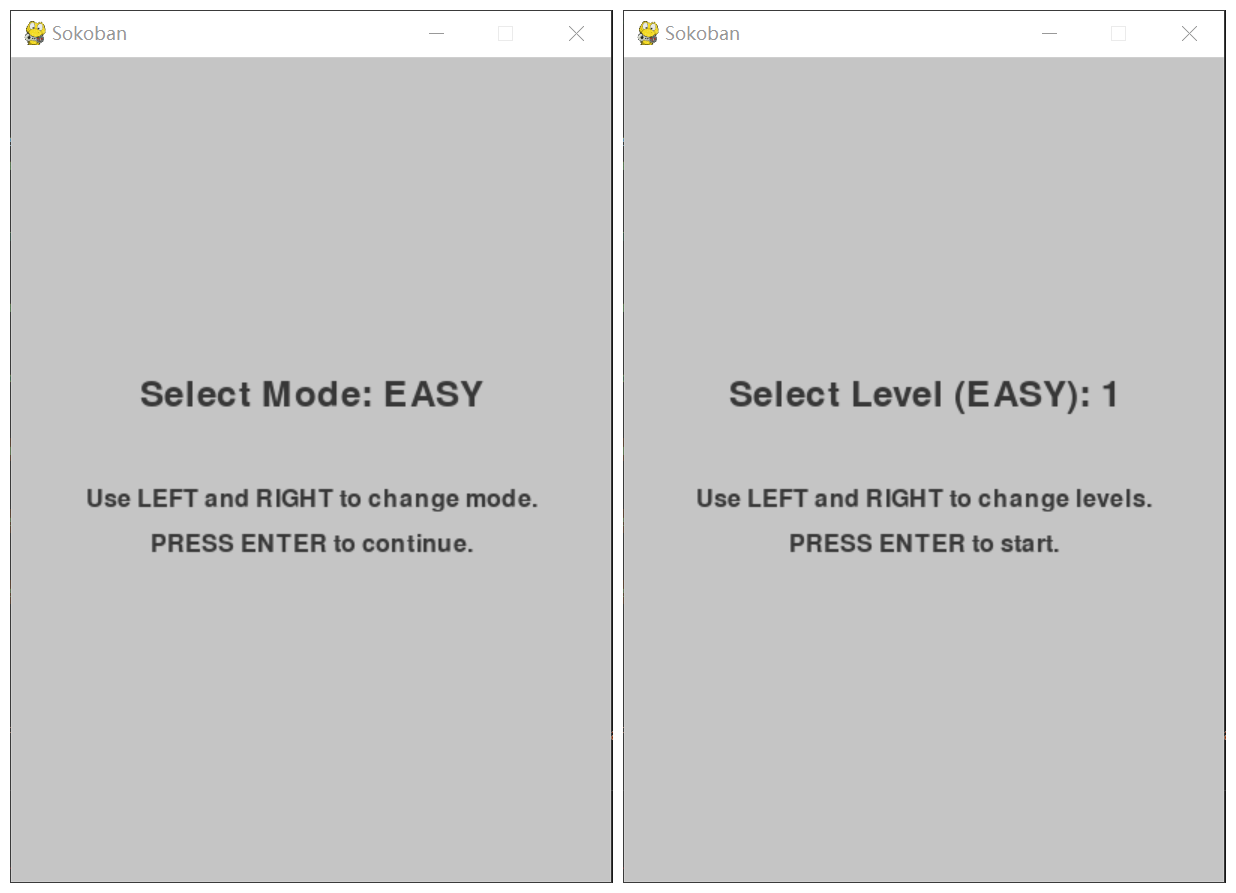 Sokoban
Select Mode: EASY
Use LEFT and RIGHT to change mode.
PRESS ENTER to continue.
Sokoban
Select Level (EASY): 1
Use LEFT and RIGHT to change levels.
PRESS ENTER to start.